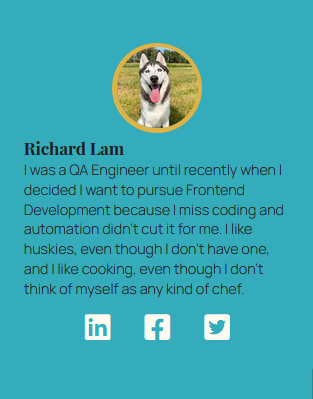 Richard Lam
I was a QA Engineer until recently when I
decided I want to pursue Frontend
Development because I miss coding and
automation didn't cut it for me. I like
huskies, even though I don't have one,
and I like cooking, even though I don't
think of myself as any kind of chef.